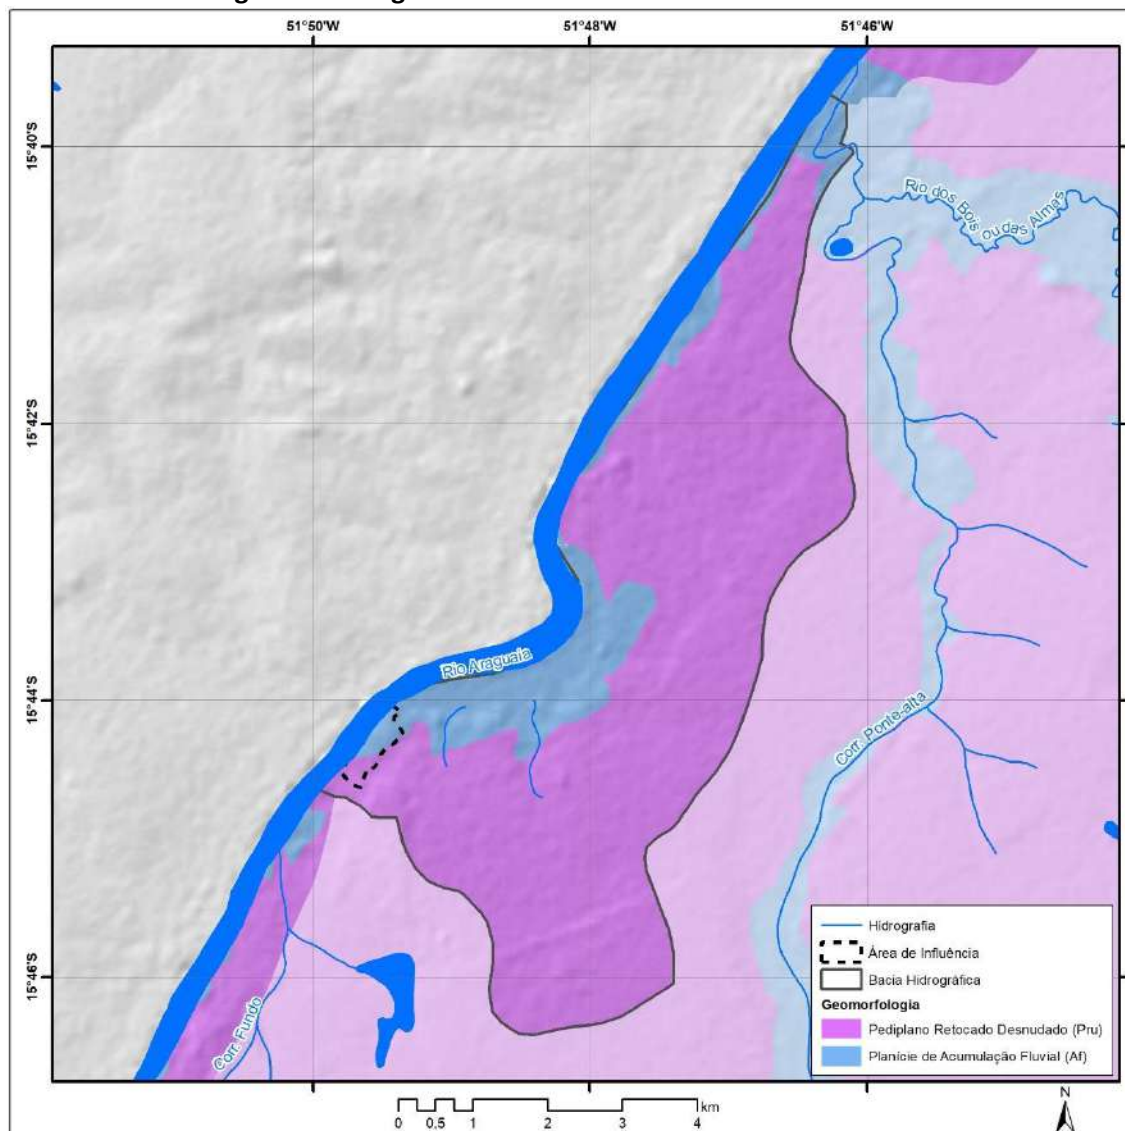 51°50'W
51°48'W
51°46'W
15°40'S
15°42'S
15°44'S
15°46'S
Rio dos Bois ou das Almas
Rio Araguaia
Corr. Ponte-alta
Corr. Fundo
Hidrografia
Área de Influência
Bacia Hidrográfica
Geomorfologia
Pediplano Retocado Desnudado (Pru)
Planície de Acumulação Fluvial (Af)
N
km
0 0,5 1 2 3 4